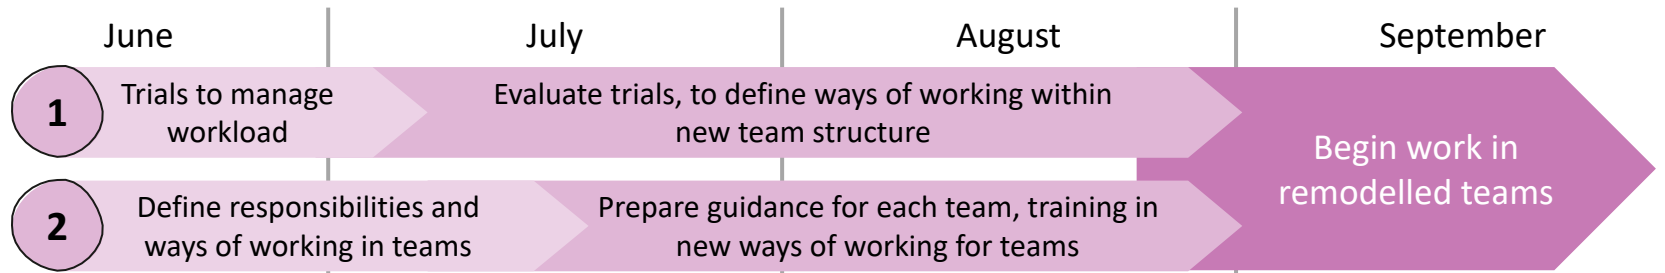 June July August September
1
Trials to manage
workload
Evaluate trials, to define ways of working within
new team structure
2
Define responsibilities and
ways of working in teams
Prepare guidance for each team, training in
new ways of working for teams
Begin work in
remodelled teams